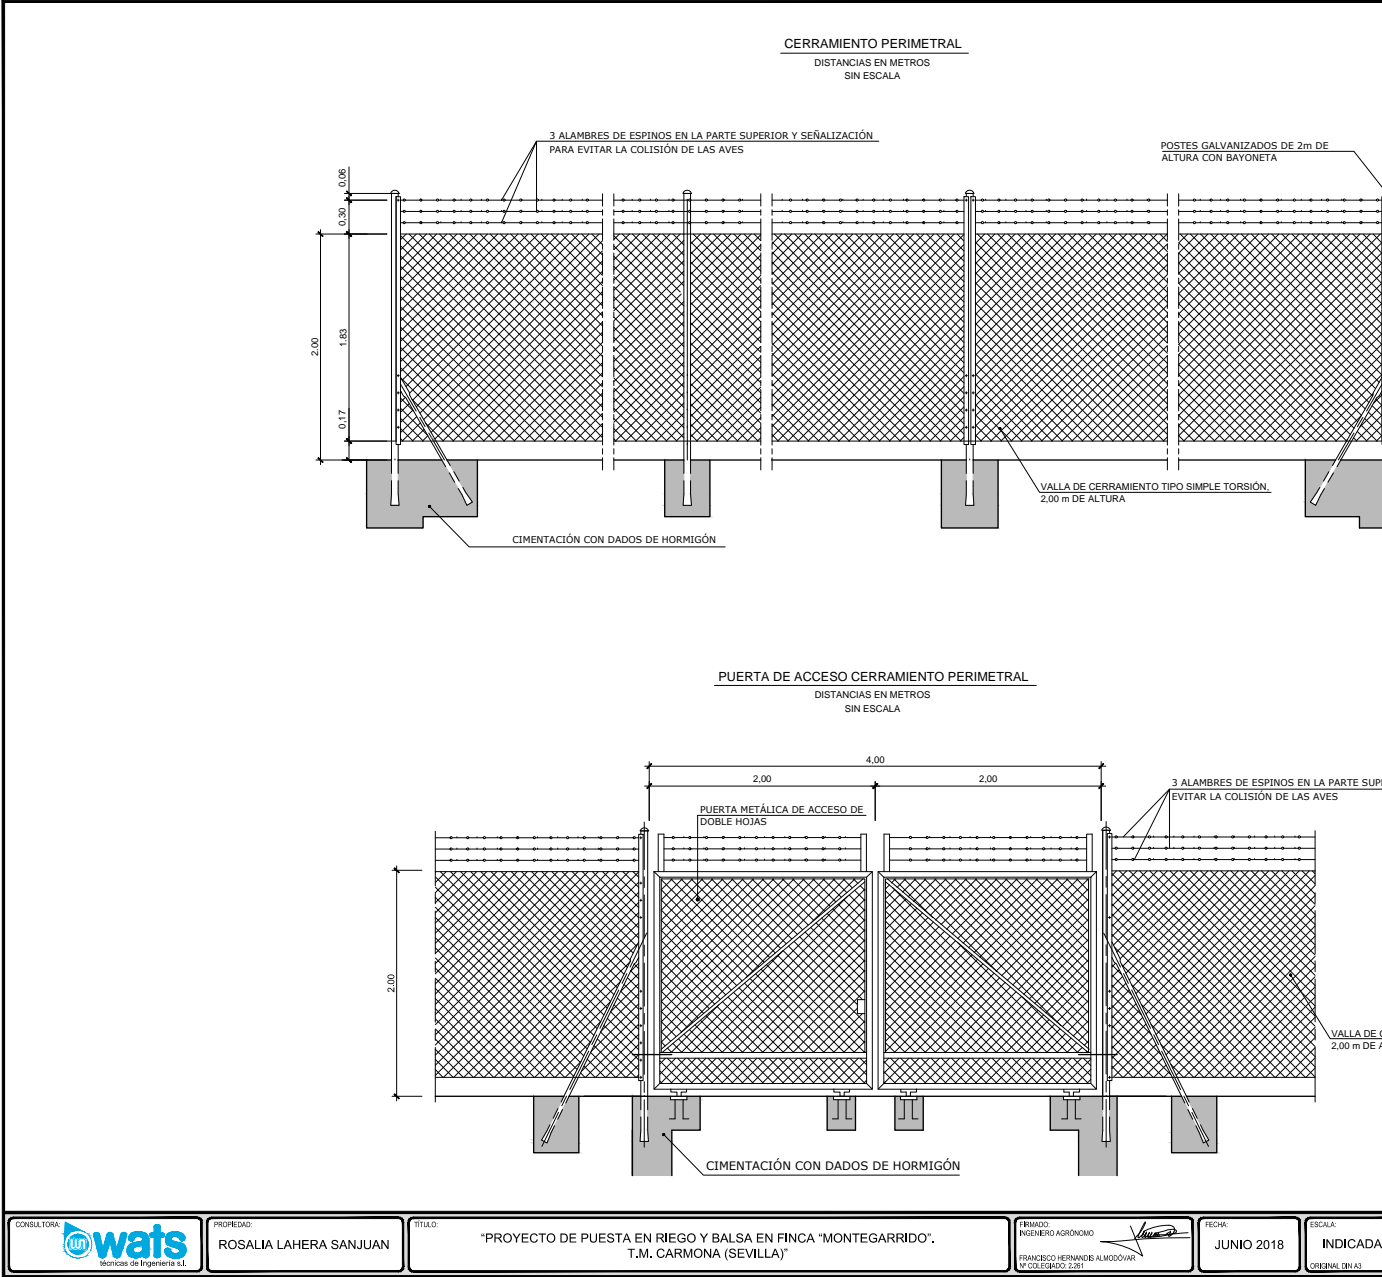 CERRAMIENTO PERIMETRAL
DISTANCIAS EN METROS
SIN ESCALA
3 ALAMBRES DE ESPINOS EN LA PARTE SUPERIOR Y SEÑALIZACIÓN
PARA EVITAR LA COLISIÓN DE LAS AVES
POSTES GALVANIZADOS DE 2m DE
ALTURA CON BAYONETA
0,06
0,30
2.00
1.83
0,17
VALLA DE CERRAMIENTO TIPO SIMPLE TORSIÓN,
2,00 m DE ALTURA
CIMENTACIÓN CON DADOS DE HORMIGÓN
PUERTA DE ACCESO CERRAMIENTO PERIMETRAL
DISTANCIAS EN METROS
SIN ESCALA
4,00
2,00
2,00
3 ALAMBRES DE ESPINOS EN LA PARTE SUP
EVITAR LA COLISIÓN DE LAS AVES
PUERTA METÁLICA DE ACCESO DE
DOBLE HOJAS
2.00
VALLA DE
2,00 m DE
CIMENTACIÓN CON DADOS DE HORMIGÓN
CONSULTORA:
wats
técnicas de Ingeniería s.l.
PROPIEDAD:
ROSALIA LAHERA SANJUAN
TÍTULO:
"PROYECTO DE PUESTA EN RIEGO Y BALSA EN FINCA "MONTEGARRIDO".
T.M. CARMONA (SEVILLA)"
FIRMADO:
INGENIERO AGRÓNOMO
FRANCISCO HERNANDIS ALMODÓVAR
Nº COLEGIADO: 2.261
FECHA:
JUNIO 2018
ESCALA:
INDICADA
ORIGINAL DIN A3